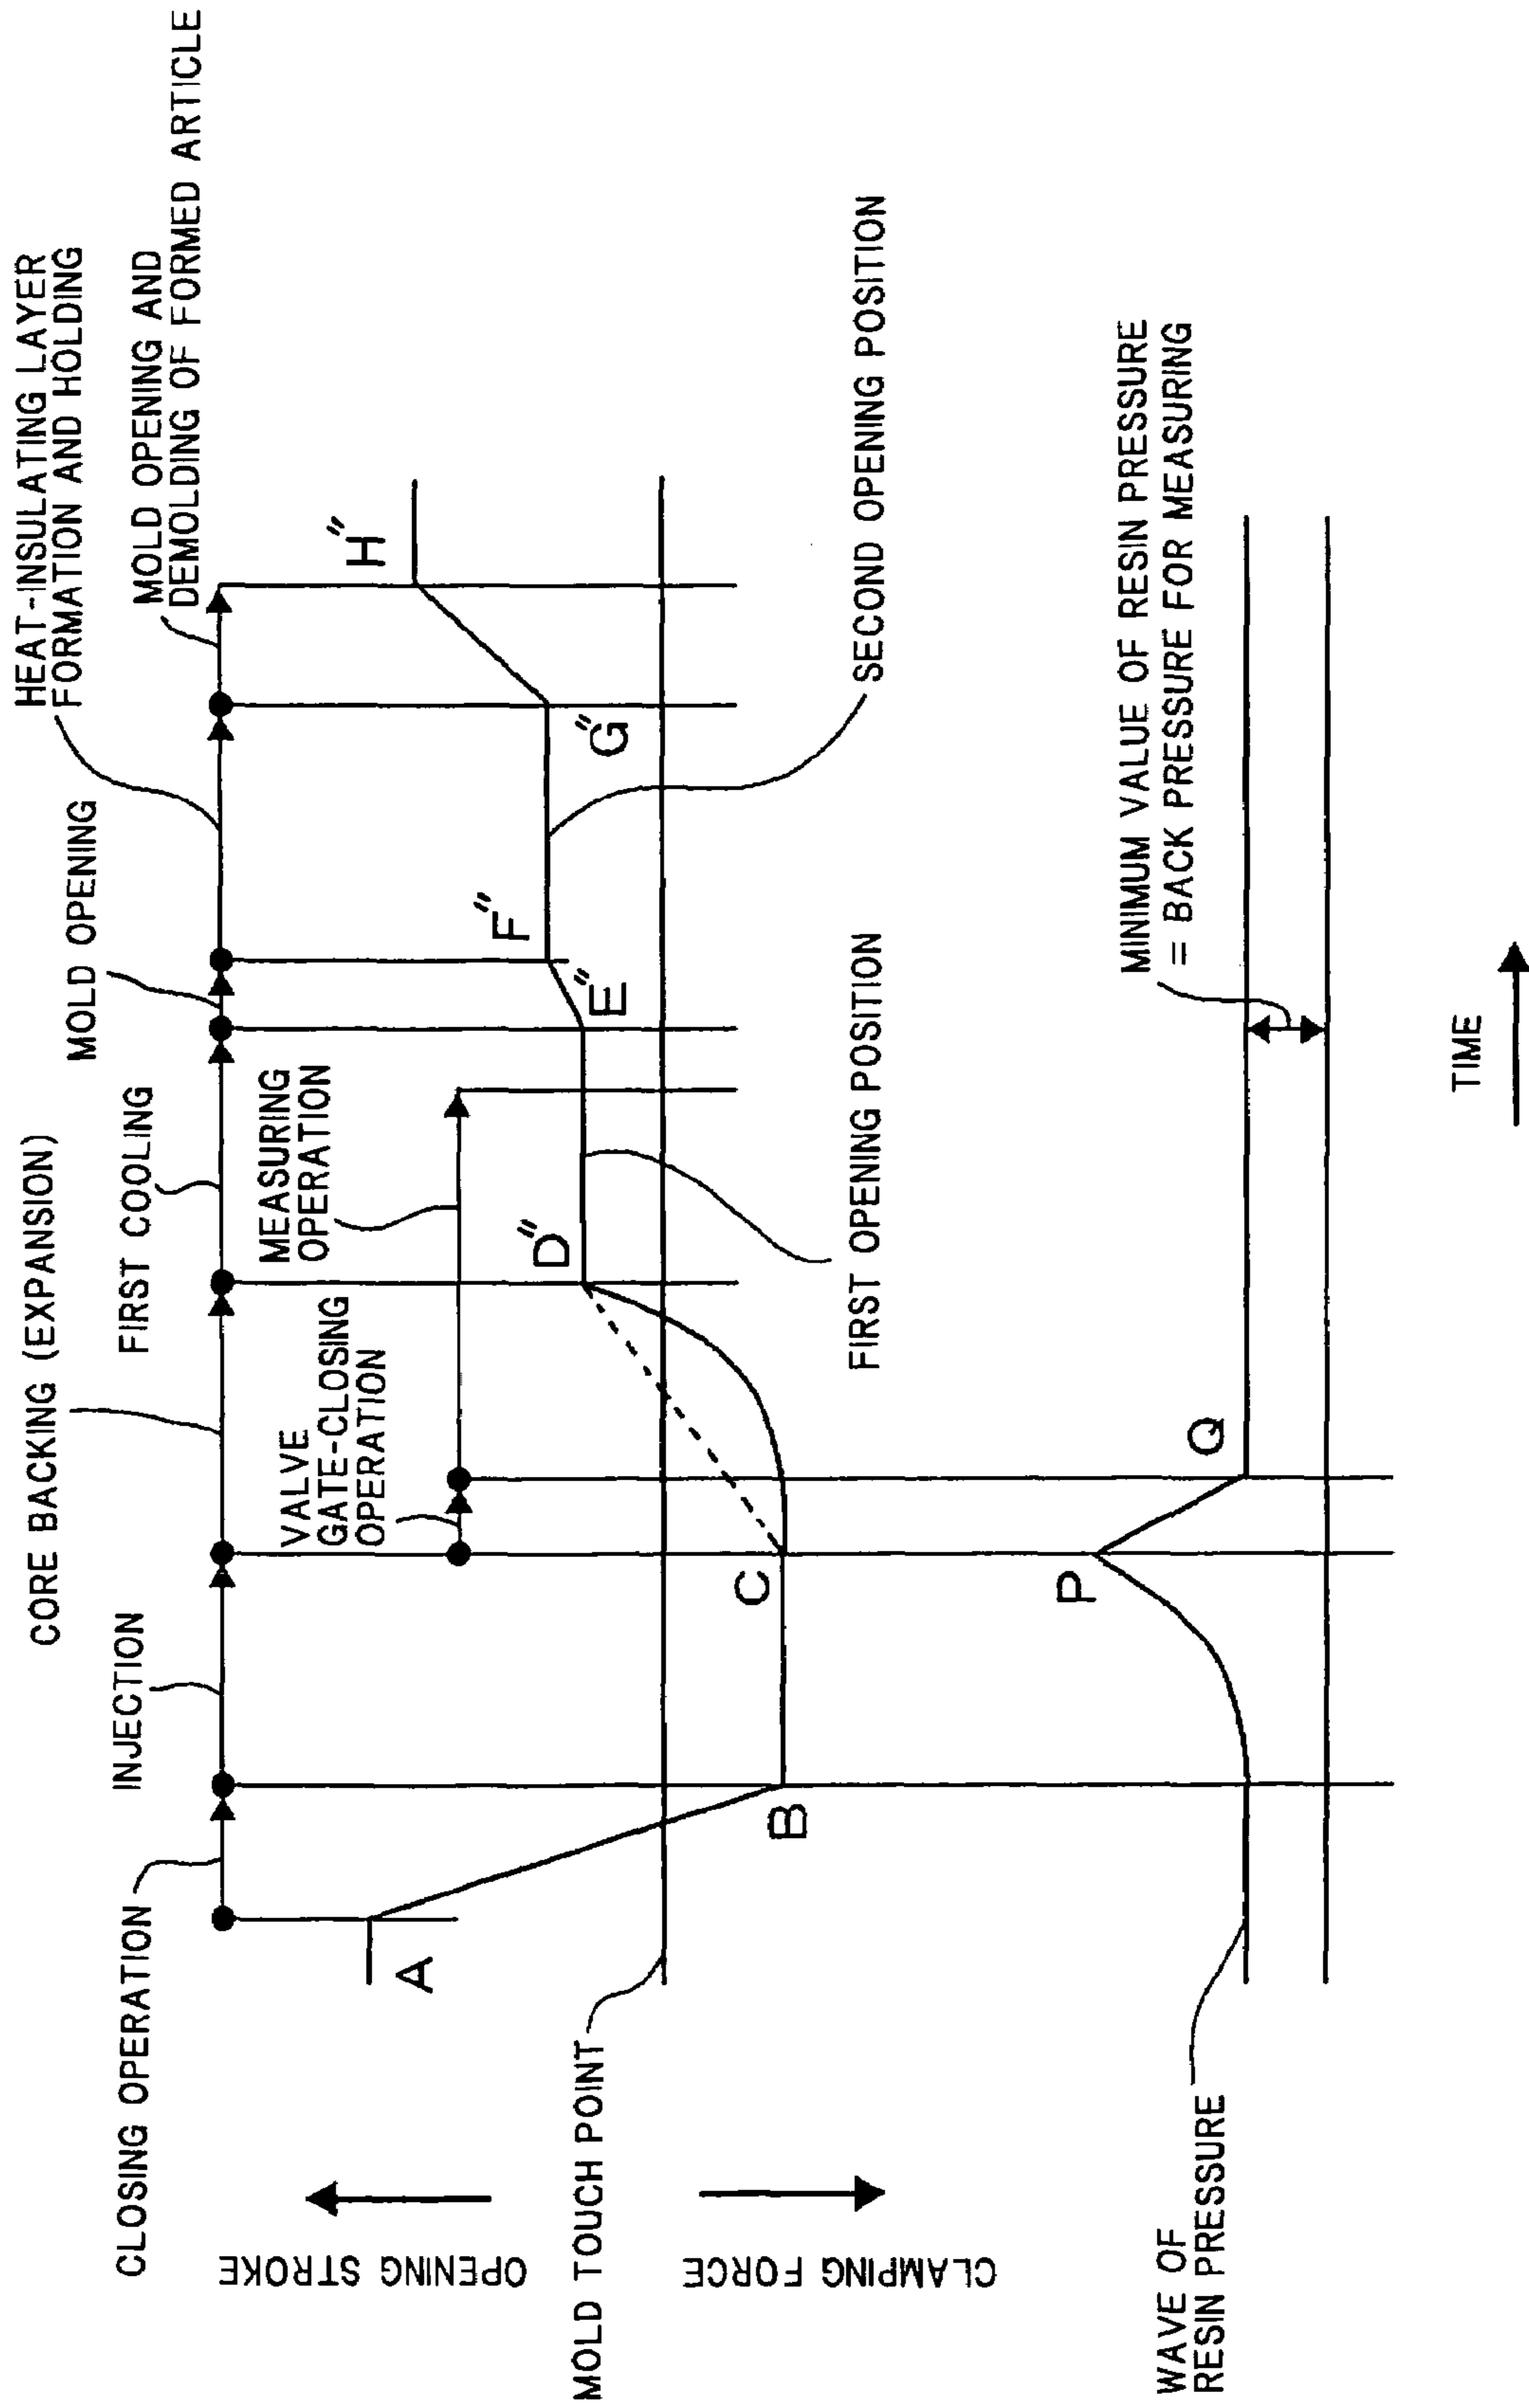 CLOSING OPERATION
INJECTION
CORE BACKING (EXPANSION)
FIRST COOLING
MOLD OPENING
HEAT-INSULATING LAYER
FORMATION AND HOLDING
MOLD OPENING AND
DEMOLDING OF FORMED ARTICLE
VALVE
GATE-CLOSING
OPERATION
MEASURING
OPERATION
OPENING STROKE
MOLD TOUCH POINT
CLAMPING FORCE
A
B
C
D"
E"
F"
G"
H"
FIRST OPENING POSITION
SECOND OPENING POSITION
WAVE OF
RESIN PRESSURE
P
Q
MINIMUM VALUE OF RESIN PRESSURE
= BACK PRESSURE FOR MEASURING
TIME